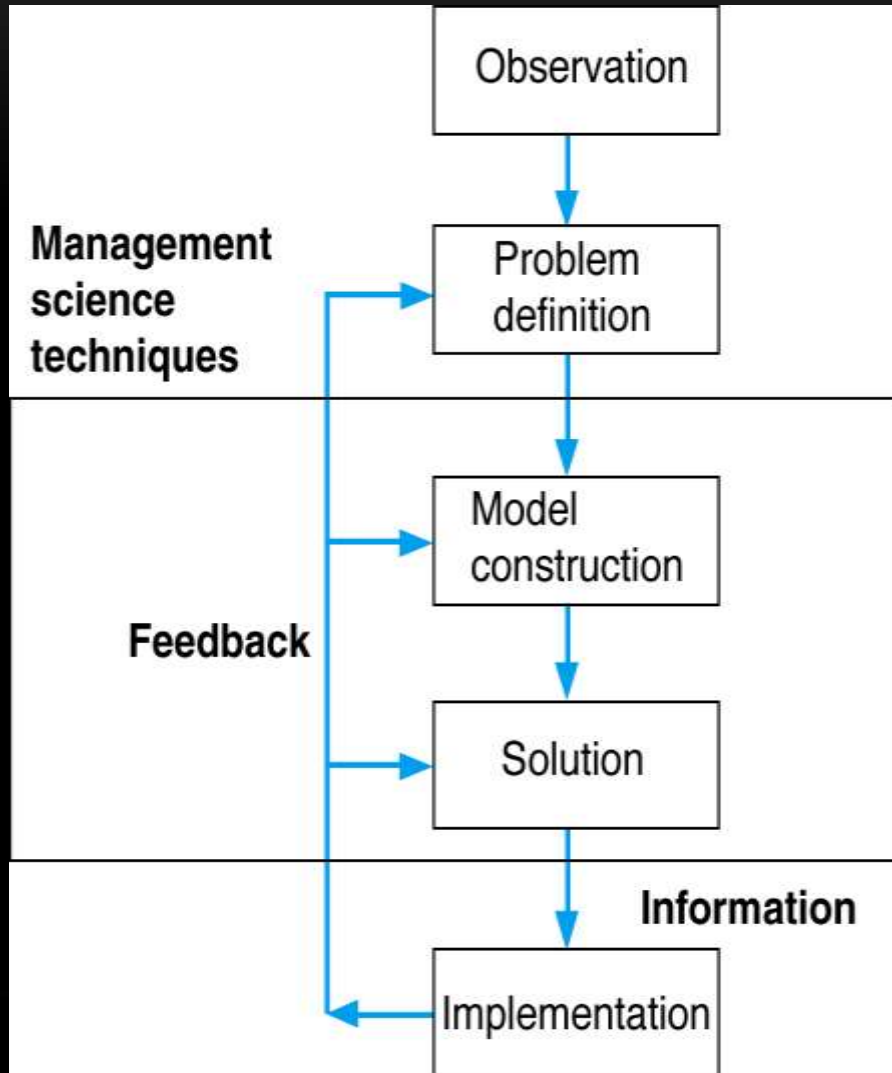 Observation
Management
science
techniques
Problem
definition
Model
construction
Feedback
Solution
Information
Implementation